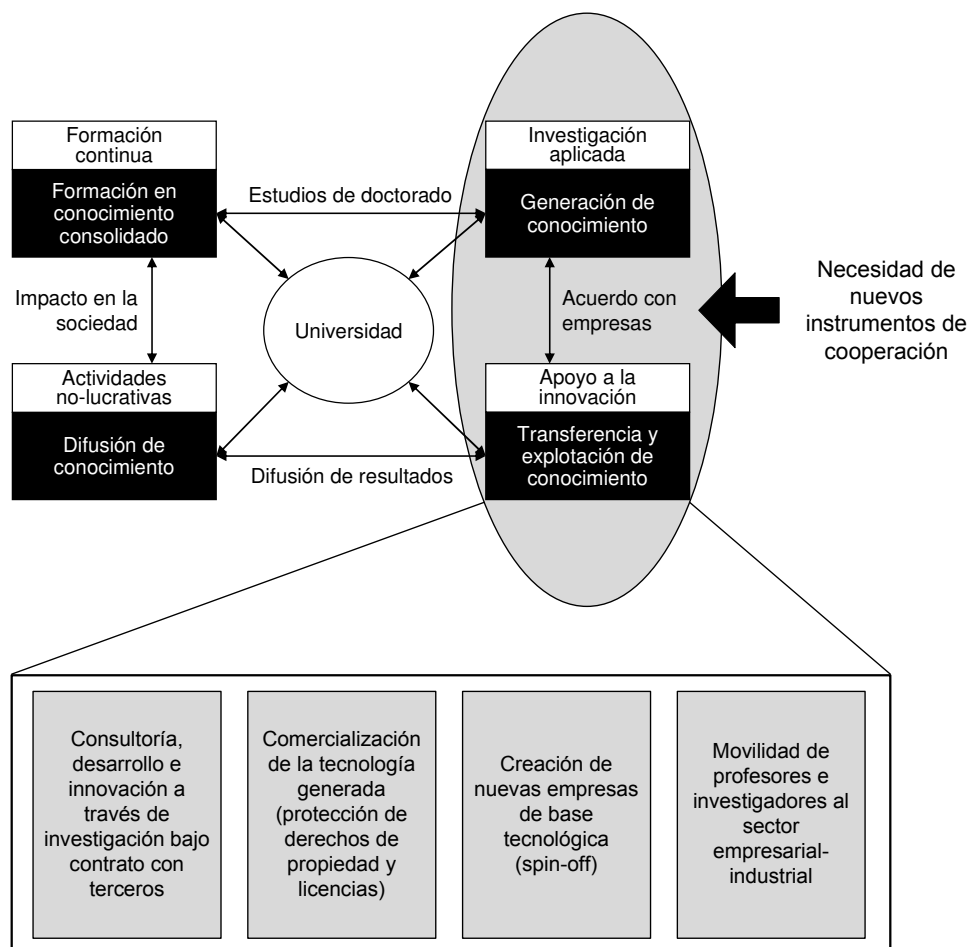 Formación
continua
Formación en
conocimiento
consolidado
Estudios de doctorado
Investigación
aplicada
Generación de
conocimiento
Impacto en la
sociedad
Universidad
Acuerdo con
empresas
Necesidad de
nuevos
instrumentos de
cooperación
Actividades
no-lucrativas
Difusión de
conocimiento
Difusión de resultados
Apoyo a la
innovación
Transferencia y
explotación de
conocimiento
Consultoría,
desarrollo e
innovación a
través de
investigación bajo
contrato con
terceros
Comercialización
de la tecnología
generada
(protección de
derechos de
propiedad y
licencias)
Creación de
nuevas empresas
de base
tecnológica
(spin-off)
Movilidad de
profesores e
investigadores al
sector
empresarial-
industrial